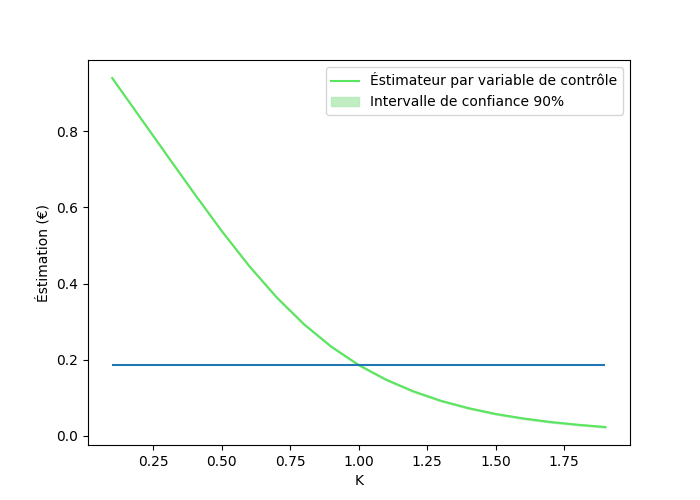 Éstimateur par variable de contrôle
Intervalle de confiance 90%
Éstimation (€)
0.8
0.6
0.4
0.2
0.0
0.25 0.50 0.75 1.00 1.25 1.50 1.75
K